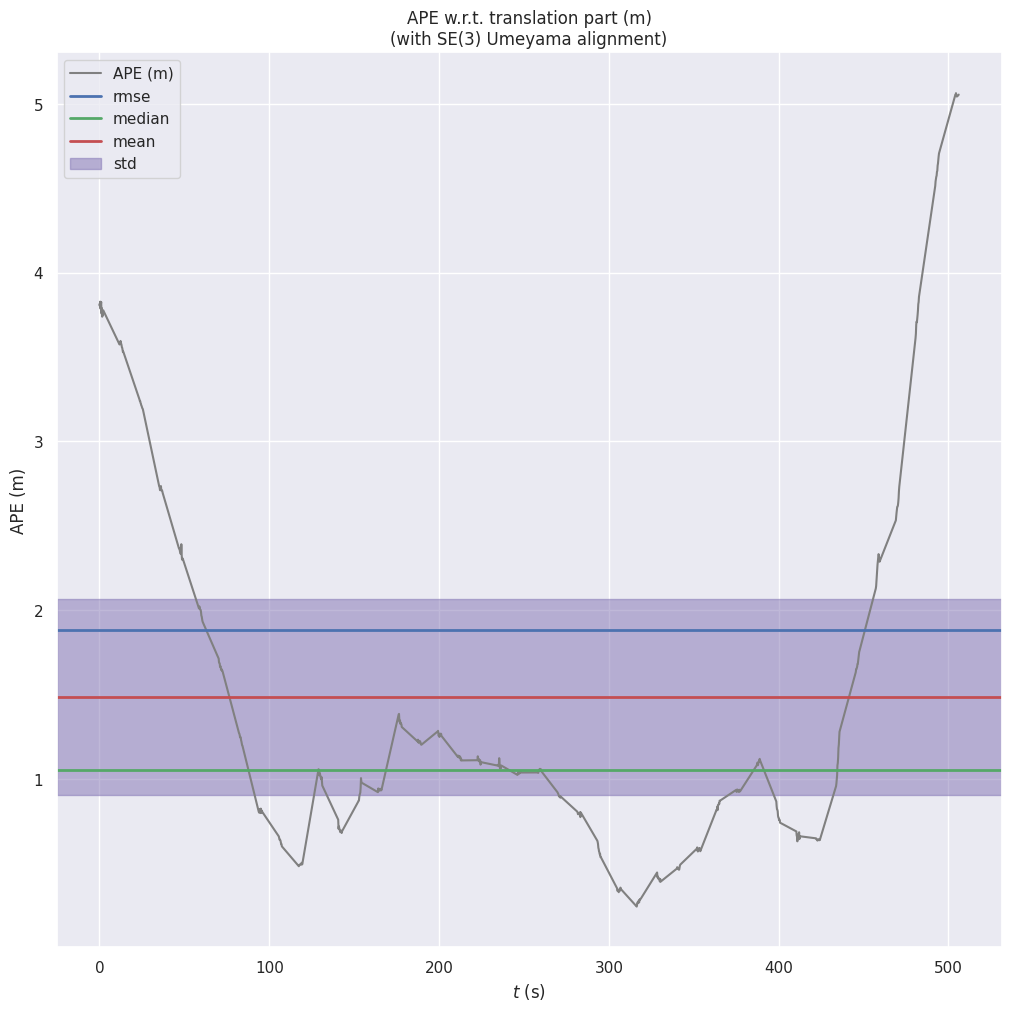 APE w.r.t. translation part (m)
(with SE(3) Umeyama alignment)
APE (m)
rmse
median
mean
std
5
4
3
2
1
APE (m)
0
100
200
300
400
500
t (s)